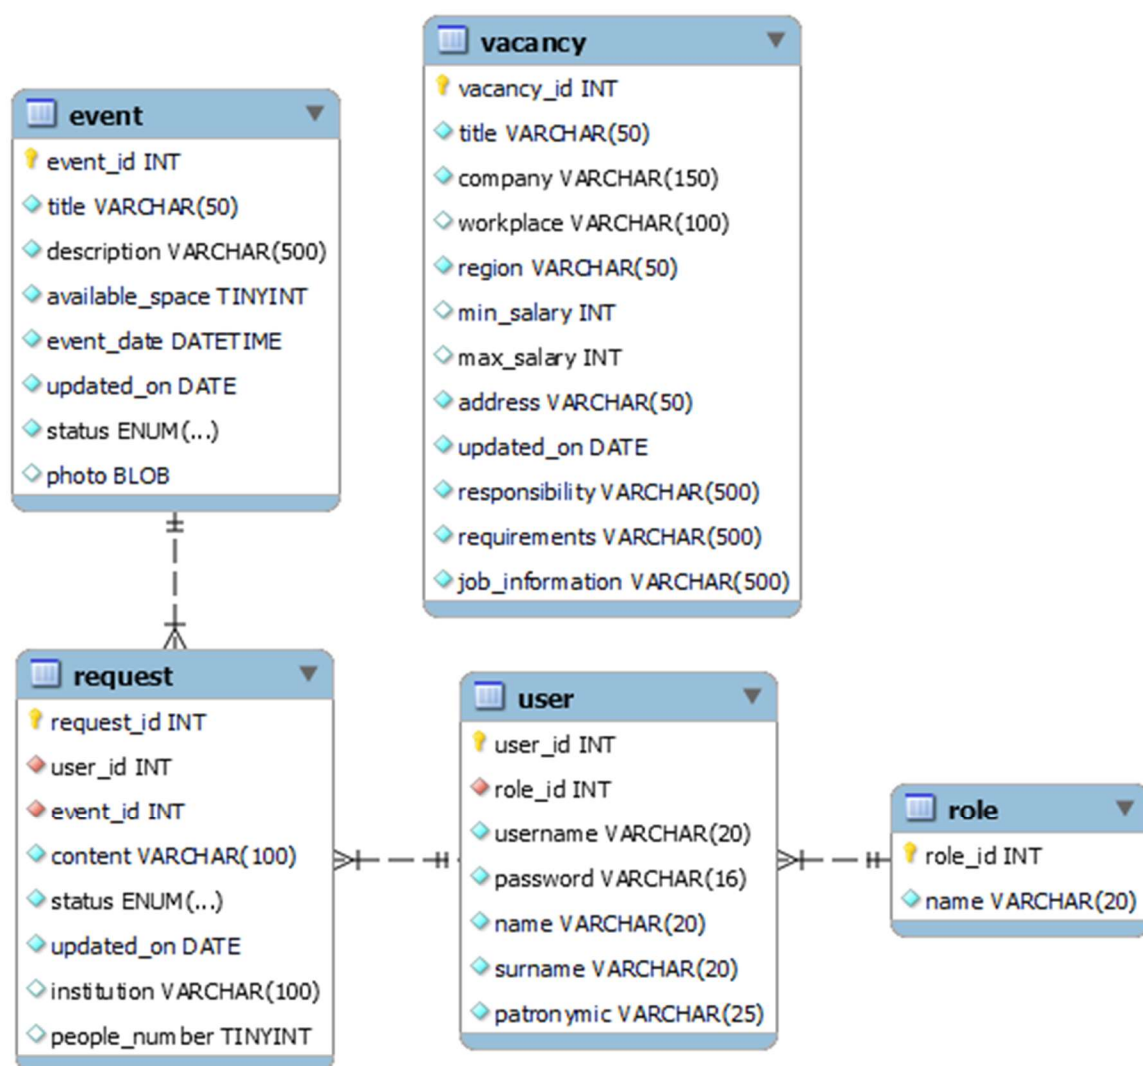 event
event_id INT
title VARCHAR(50)
description VARCHAR(500)
available_space TINYINT
event_date DATETIME
updated_on DATE
status ENUM(...)
photo BLOB
vacancy
vacancy_id INT
title VARCHAR(50)
company VARCHAR(150)
workplace VARCHAR(100)
region VARCHAR(50)
min_salary INT
max_salary INT
address VARCHAR(50)
updated_on DATE
responsibility VARCHAR(500)
requirements VARCHAR(500)
job_information VARCHAR(500)
request
request_id INT
user_id INT
event_id INT
content VARCHAR(100)
status ENUM(...)
updated_on DATE
institution VARCHAR(100)
people_number TINYINT
user
user_id INT
role_id INT
username VARCHAR(20)
password VARCHAR(16)
name VARCHAR(20)
surname VARCHAR(20)
patronymic VARCHAR(25)
role
role_id INT
name VARCHAR(20)